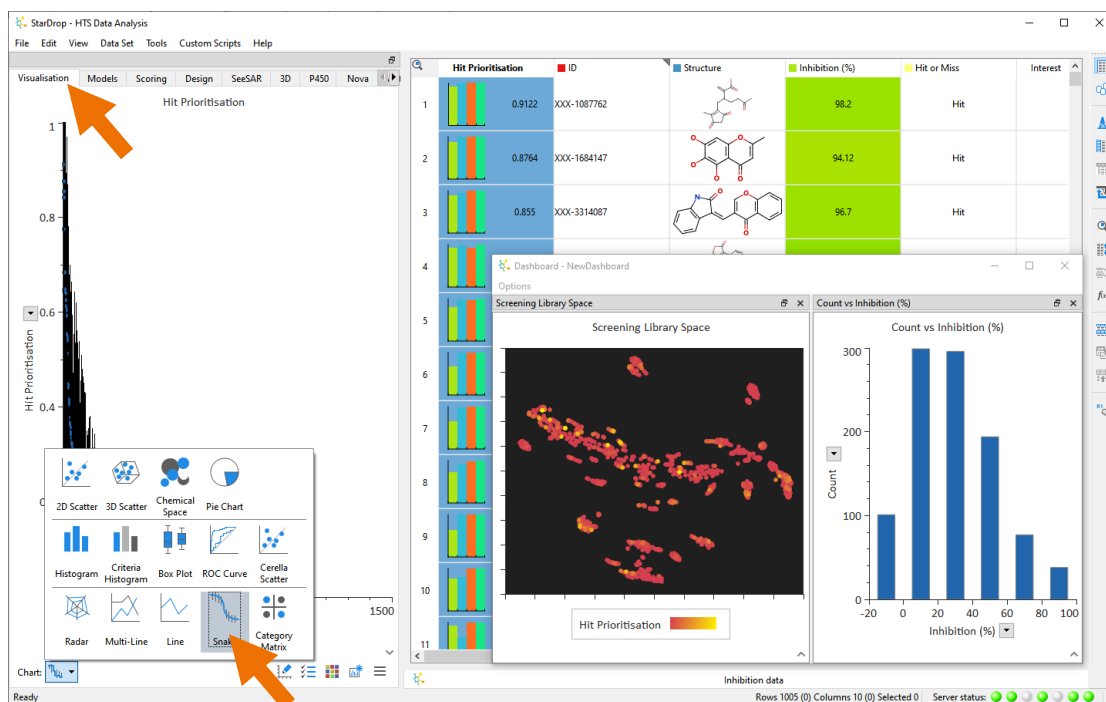 StarDrop - HTS Data Analysis
File Edit View Data Set Tools Custom Scripts Help
Visualisation Models Scoring Design SeeSAR 3D P450 Nova
Hit Prioritisation
1
0.8
0.6
0.4
Hit Prioritisation
1500
2D Scatter 3D Scatter Chemical Space Pie Chart
Histogram Criteria Histogram Box Plot ROC Curve Cerella Scatter
Radar Multi-Line Line Category Matrix
Chart:
Ready
Hit Prioritisation ID Structure Inhibition (%) Hit or Miss Interest
1 0.9122 XXX-1087762 98.2 Hit
2 0.8764 XXX-1684147 94.12 Hit
3 0.855 XXX-3314087 96.7 Hit
4
5
6
7
8
9
10
11
Dashboard - NewDashboard
Options
Screening Library Space
Screening Library Space
Hit Prioritisation
Count vs Inhibition (%)
Count vs Inhibition (%)
300
200
100
0
Count
-20 0 20 40 60 80 100
Inhibition (%)
Inhibition data
Rows 1005 (0) Columns 10 (0) Selected 0 Server status: